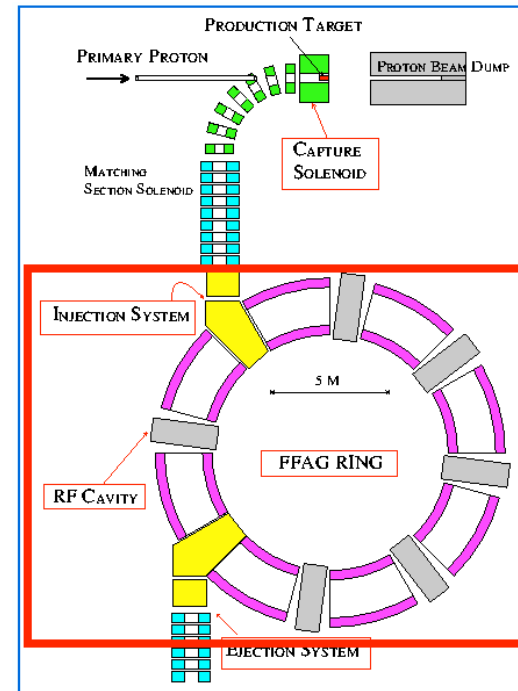 PRODUCTION TARGET
PRIMARY PROTON
PROTON BEAM DUMP
CAPTURE
SOLENOID
MATCHING
SECTION SOLENOID
INJECTION SYSTEM
5 M
FFAG RING
RF CAVITY
EJECTION SYSTEM